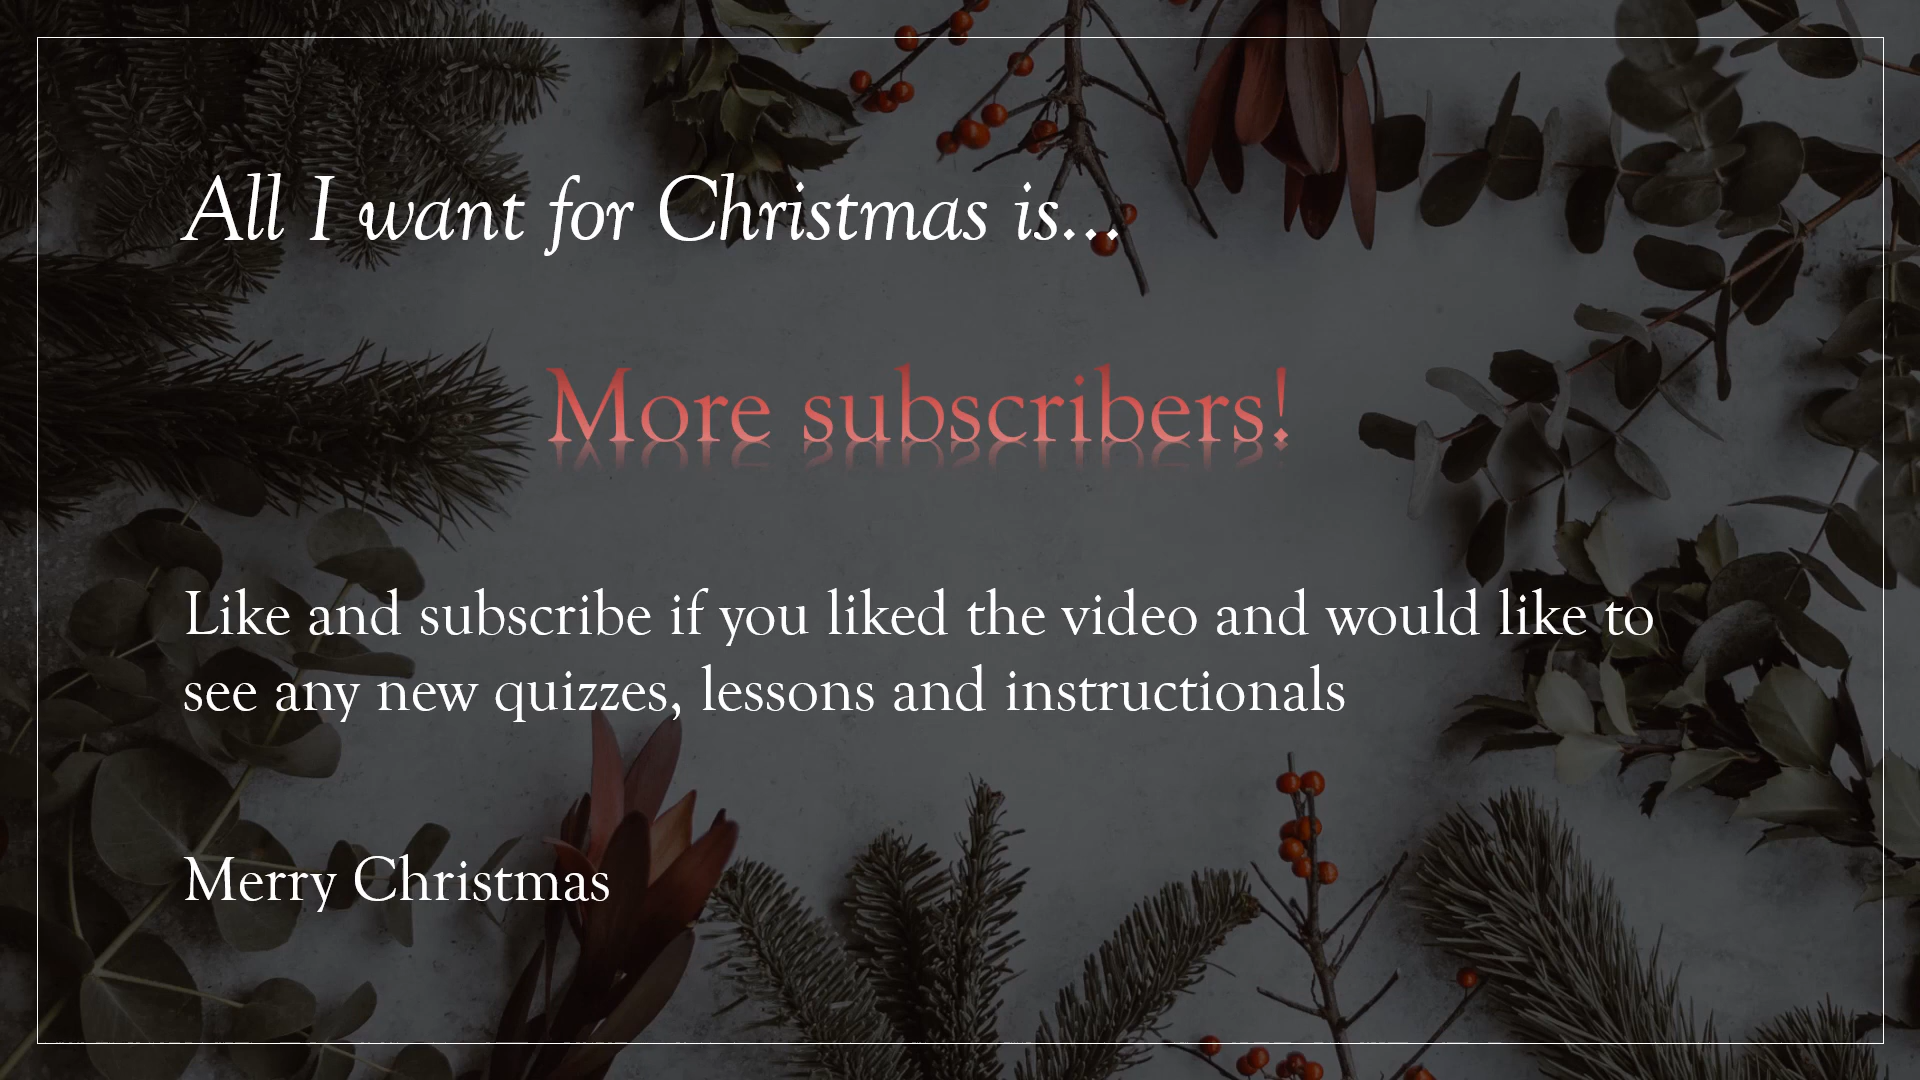 All I want for Christmas is...
More subscribers!
Like and subscribe if you liked the video and would like to
see any new quizzes, lessons and instructionals
Merry Christmas